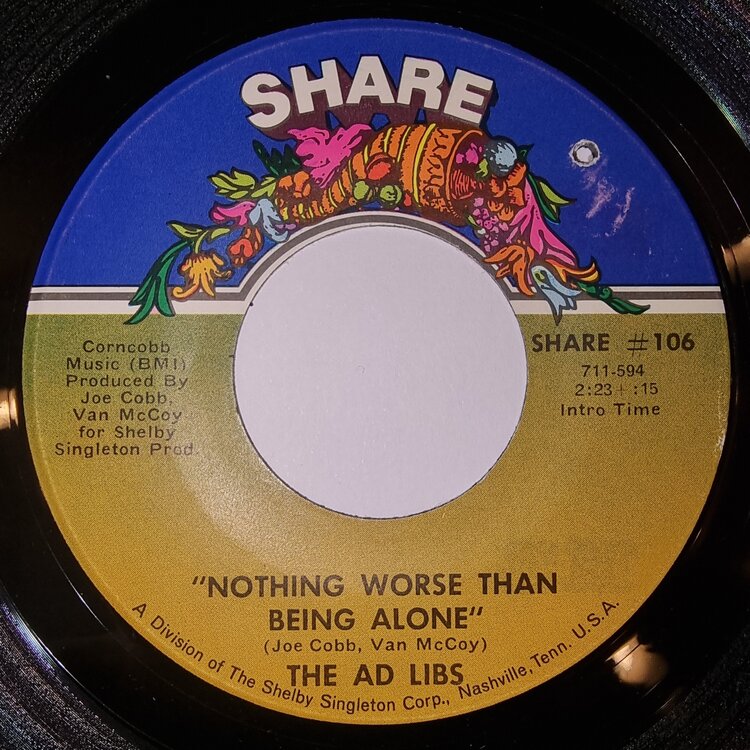 SHARE
Corncobb
Music (BMI)
Produced By
Joe Cobb,
Van McCoy
for Shelby
Singleton Prod.
SHARE #106
711-594
2:23+ :15
Intro Time
"NOTHING WORSE THAN
BEING ALONE"
(Joe Cobb, Van McCoy)
THE AD LIBS
A Division of The Shelby Singleton Corp., Nashville, Tenn. U.S.A.